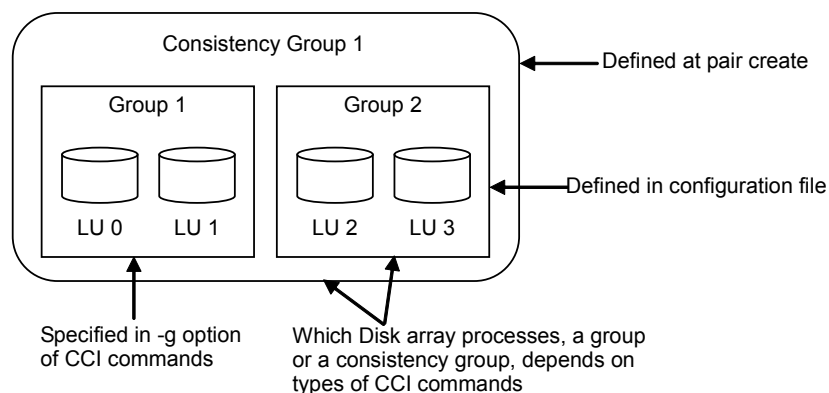 Consistency Group 1
Defined at pair create
Group 1
Group 2
Defined in configuration file
LU 0
LU 1
LU 2
LU 3
Specified in -g option
of CCI commands
Which Disk array processes, a group
or a consistency group, depends on
types of CCI commands